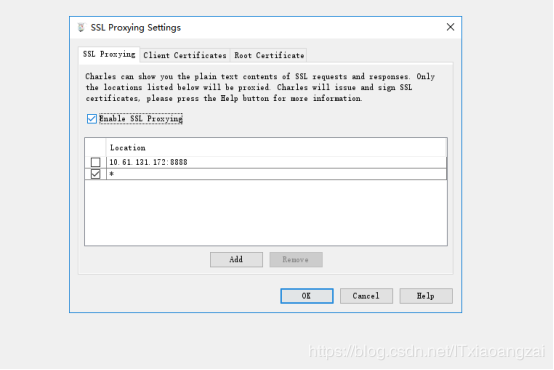 SSL Proxying Settings
SSL Proxying Client Certificates Root Certificate
Charles can show you the plain text contents of SSL requests and responses. Only
the locations listed below will be proxied. Charles will issue and sign SSL
certificates, please press the Help button for more information.
Enable SSL Proxying
Location
10.61.131.172:8888
*
Add Remove
OK Cancel Help
https://blog.csdn.net/ITxiaoangzai